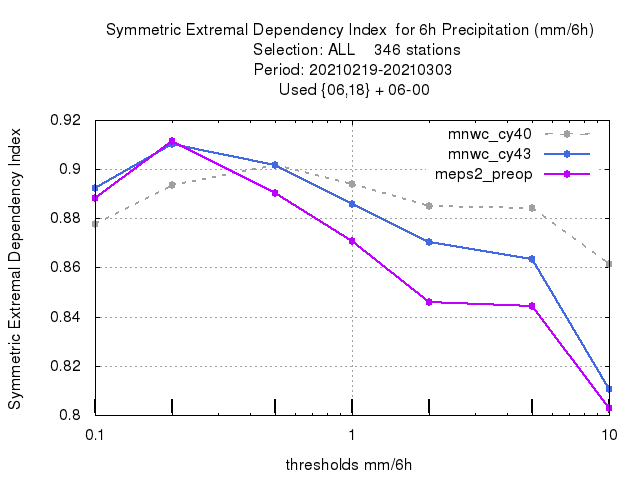 Symmetric Extremal Dependency Index  for 6h Precipitation (mm/6h)
Selection: ALL    346 stations
Period: 20210219-20210303
Used {06,18} + 06-00
mnwc_cy40
mnwc_cy43
meps2_preop
Symmetric Extremal Dependency Index
0.92
0.9
0.88
0.86
0.84
0.82
0.8
0.1
1
10
thresholds mm/6h